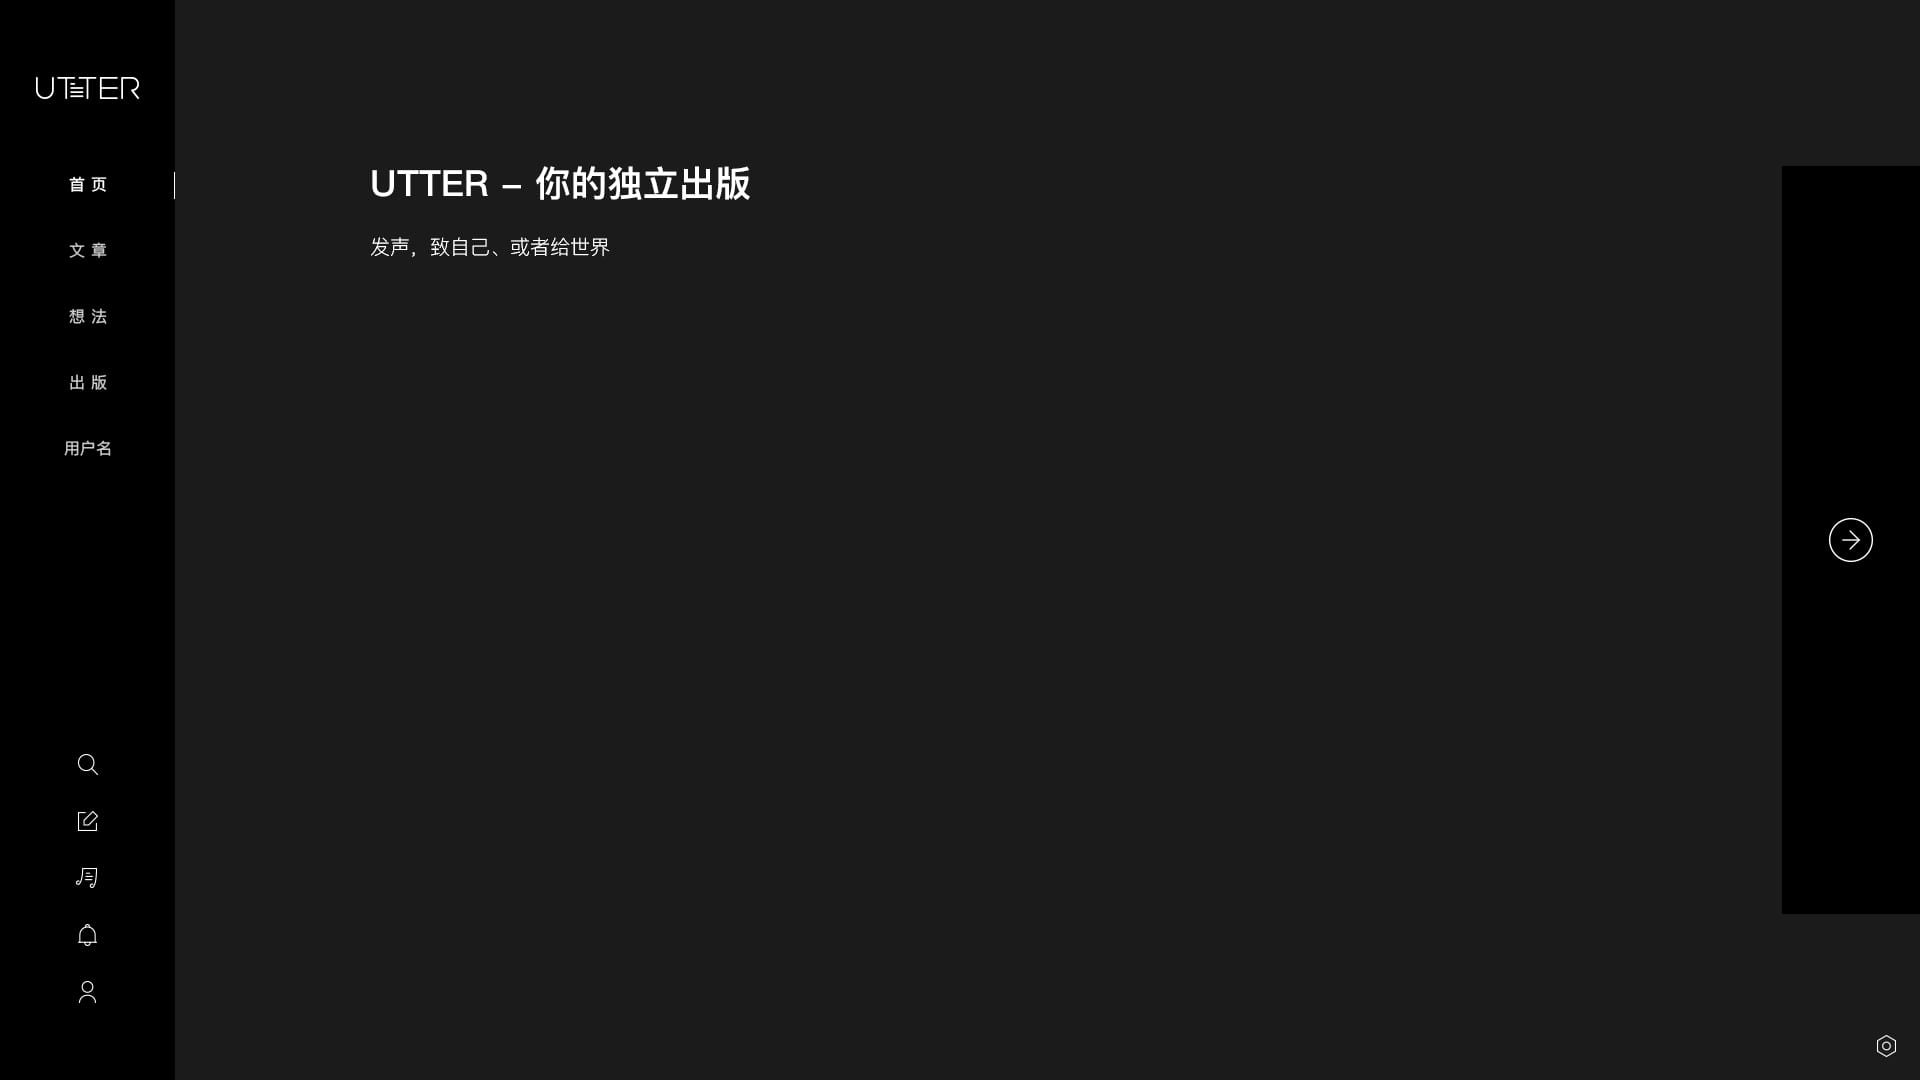 UTTER
首页
文章
想法
出版
用户名
UTTER – 你的独立出版
发声，致自己、或者给世界